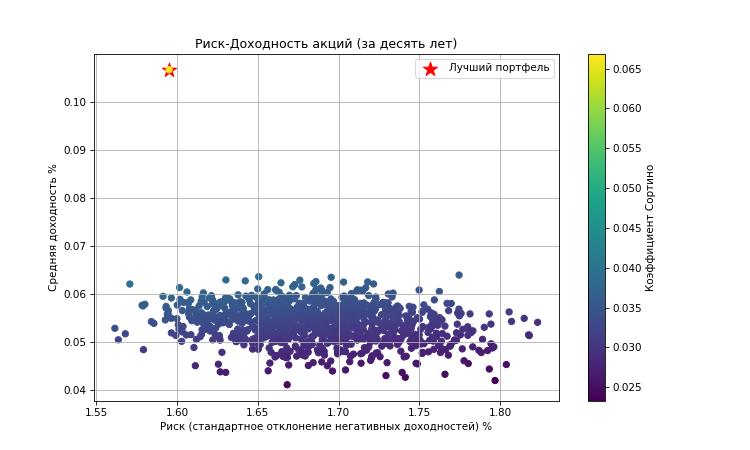 Риск-Доходность акций (за десять лет)
Лучший портфель
0.10
0.09
0.08
0.07
0.06
0.05
0.04
Средняя доходность %
1.55 1.60 1.65 1.70 1.75 1.80
Риск (стандартное отклонение негативных доходностей) %
0.065
0.060
0.055
0.050
0.045
0.040
0.035
0.030
0.025
Коэффициент Сортино